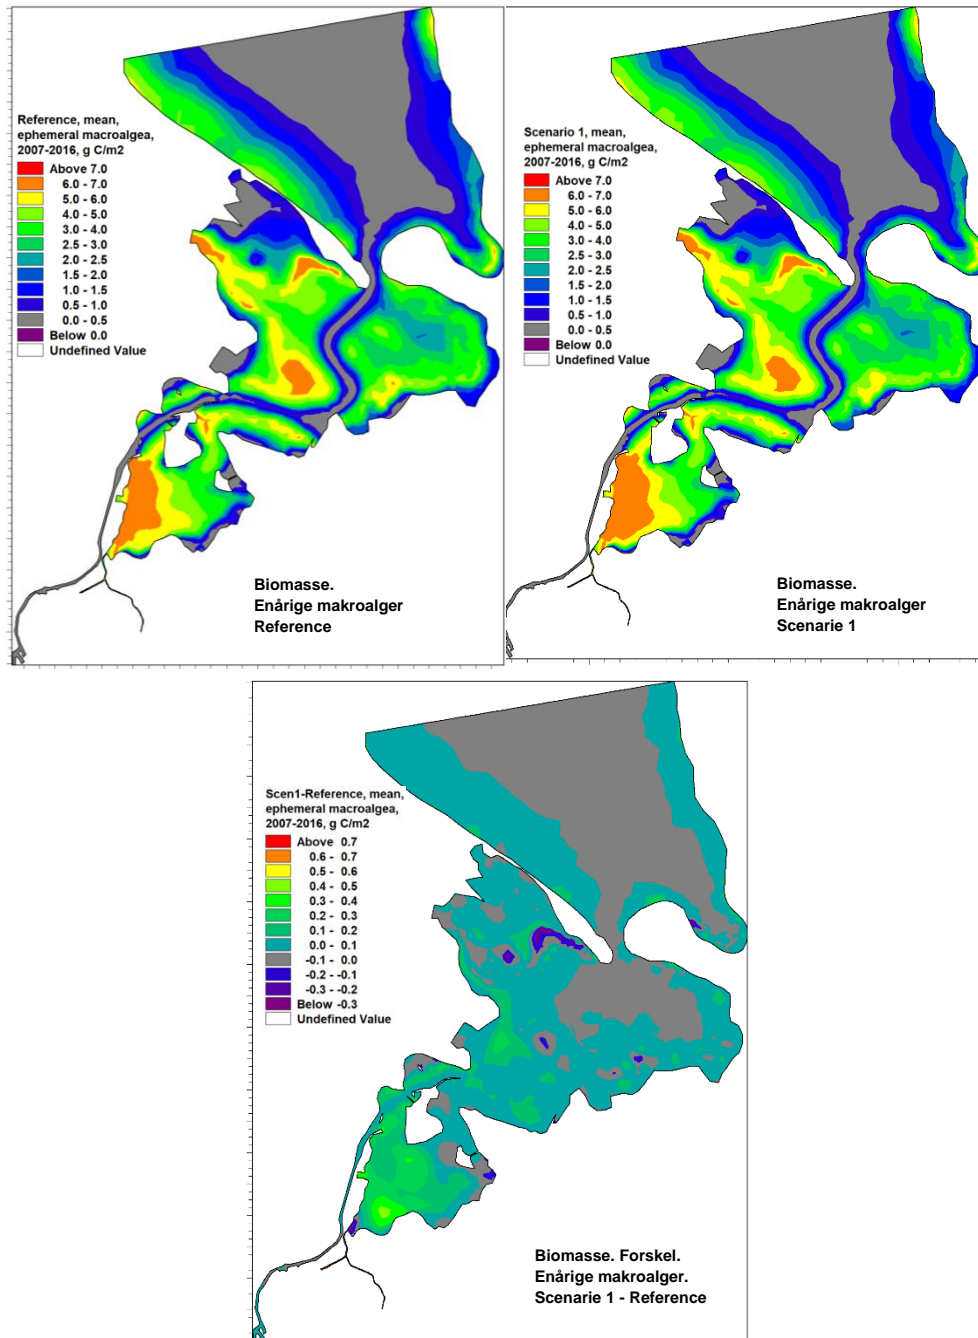 Reference, mean,
ephemeral macroalgea,
2007-2016, g C/m2
Above 7.0
6.0 - 7.0
5.0 - 6.0
4.0 - 5.0
3.0 - 4.0
2.5 - 3.0
2.0 - 2.5
1.5 - 2.0
1.0 - 1.5
0.5 - 1.0
0.0 - 0.5
Below 0.0
Undefined Value
Biomasse.
Enårige makroalger
Reference
Scenario 1, mean,
ephemeral macroalgea,
2007-2016, g C/m2
Above 7.0
6.0 - 7.0
5.0 - 6.0
4.0 - 5.0
3.0 - 4.0
2.5 - 3.0
2.0 - 2.5
1.5 - 2.0
1.0 - 1.5
0.5 - 1.0
0.0 - 0.5
Below 0.0
Undefined Value
Biomasse.
Enårige makroalger
Scenarie 1
Scen1-Reference, mean,
ephemeral macroalgea,
2007-2016, g C/m2
Above 0.7
0.6 - 0.7
0.5 - 0.6
0.4 - 0.5
0.3 - 0.4
0.2 - 0.3
0.1 - 0.2
0.0 - 0.1
-0.1 - 0.0
-0.2 - -0.1
-0.3 - -0.2
Below -0.3
Undefined Value
Biomasse. Forskel.
Enårige makroalger.
Scenarie 1 - Reference